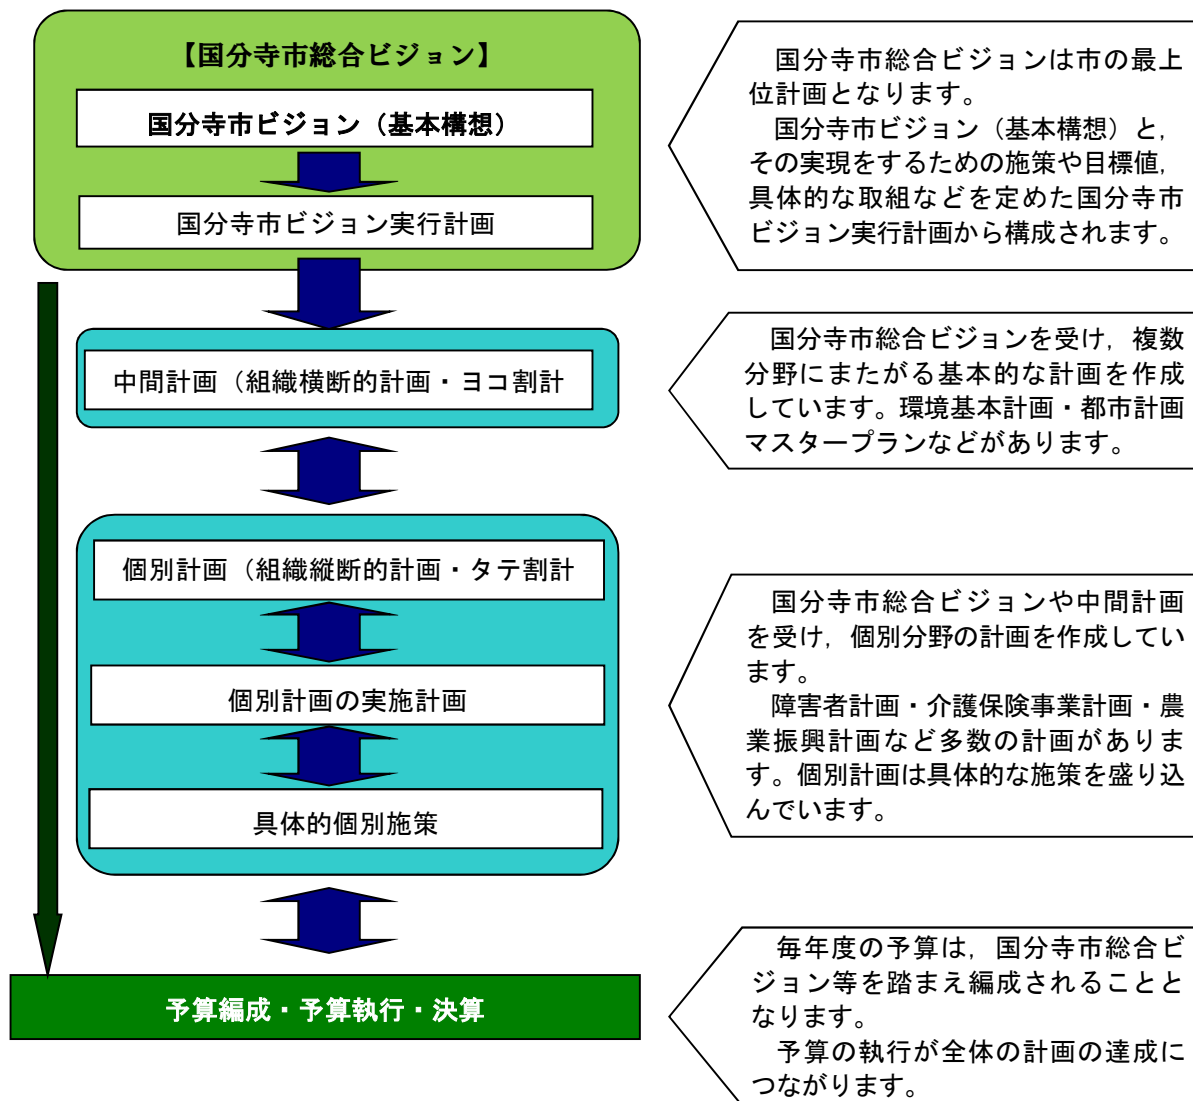 【国分寺市総合ビジョン】
国分寺市ビジョン（基本構想）
国分寺市ビジョン実行計画
国分寺市総合ビジョンは市の最上
位計画となります。
国分寺市ビジョン（基本構想）と，
その実現をするための施策や目標値，
具体的な取組などを定めた国分寺市
ビジョン実行計画から構成されます。
中間計画（組織横断的計画・ヨコ割計
国分寺市総合ビジョンを受け，複数
分野にまたがる基本的な計画を作成
しています。環境基本計画・都市計画
マスタープランなどがあります。
個別計画（組織縦断的計画・タテ割計
個別計画の実施計画
具体的個別施策
国分寺市総合ビジョンや中間計画
を受け，個別分野の計画を作成してい
ます。
障害者計画・介護保険事業計画・農
業振興計画など多数の計画がありま
す。個別計画は具体的な施策を盛り込
んでいます。
予算編成・予算執行・決算
毎年度の予算は，国分寺市総合ビ
ジョン等を踏まえ編成されることと
なります。
予算の執行が全体の計画の達成に
つながります。